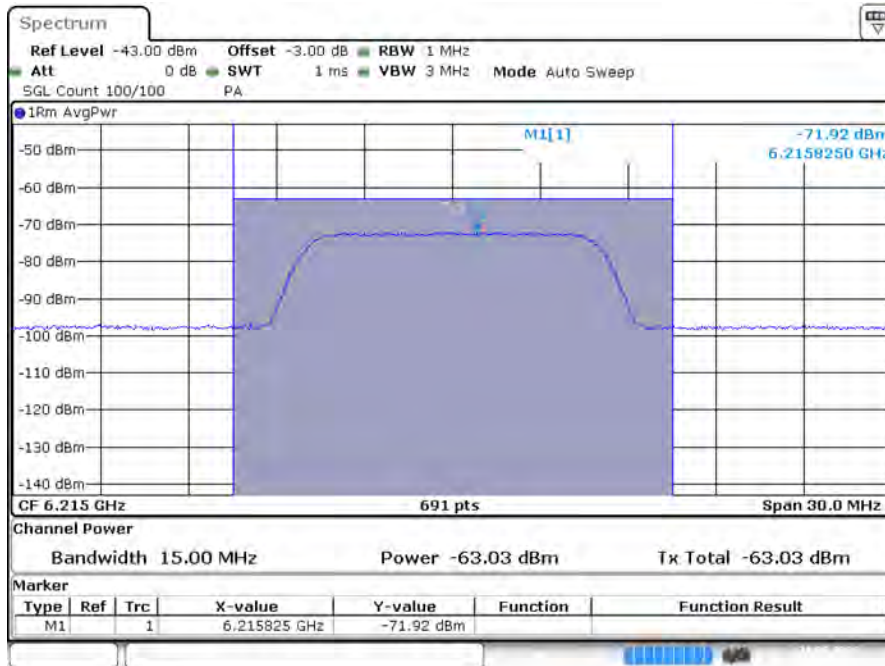 Spectrum
Ref Level -43.00 dBm Offset -3.00 dB RBW 1 MHz
Att 0 dB SWT 1 ms VBW 3 MHz Mode Auto Sweep
SGL Count 100/100 PA
1Rm AvgPwr
M1[1] -71.92 dBm
6.2158250 GHz
-50 dBm
-60 dBm
-70 dBm
-80 dBm
-90 dBm
-100 dBm
-110 dBm
-120 dBm
-130 dBm
-140 dBm
CF 6.215 GHz 691 pts Span 30.0 MHz
Channel Power
Bandwidth 15.00 MHz Power -63.03 dBm Tx Total -63.03 dBm
Marker
Type Ref Trc X-value Y-value Function Function Result
M1 1 6.215825 GHz -71.92 dBm